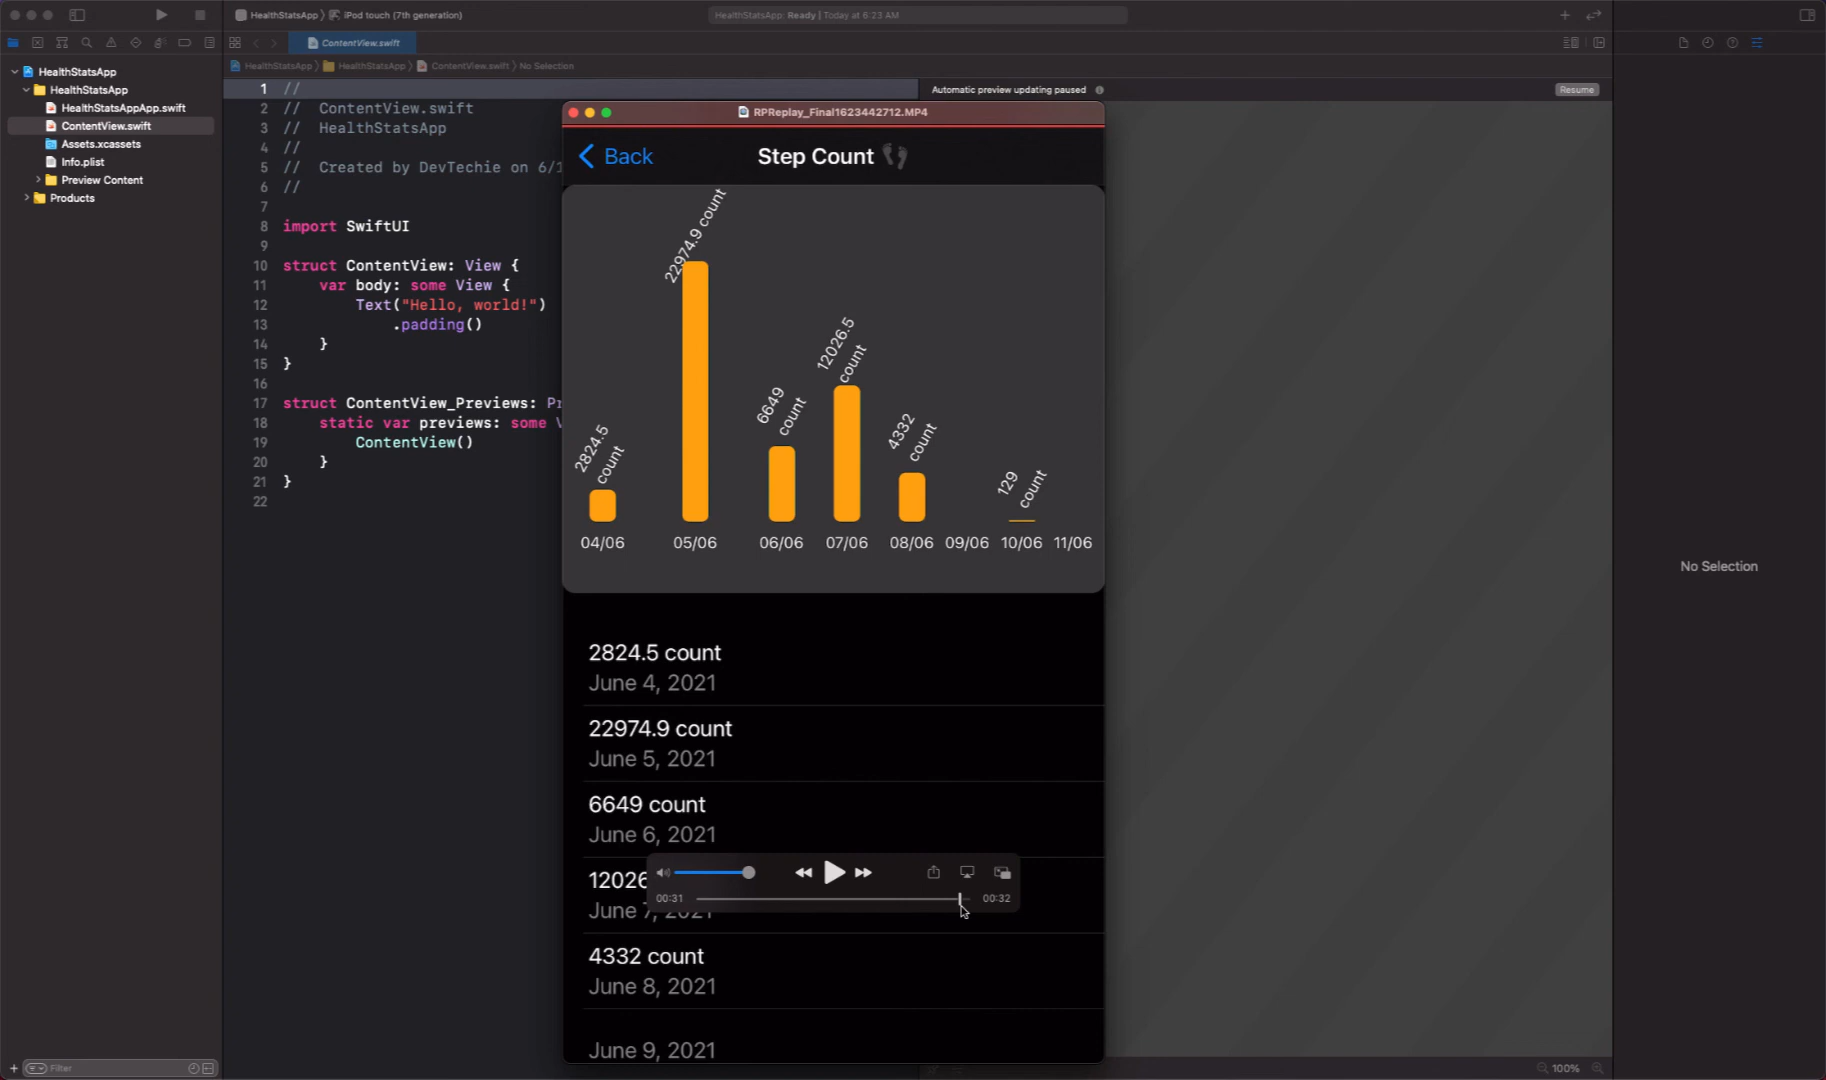 HealthStatsApp 〉 iPod touch (7th generation)
HealthStatsApp: Ready | Today at 6:23 AM
ContentView.swift
HealthStatsApp 〉 HealthStatsApp 〉 ContentView.swift 〉 No Selection
HealthStatsApp
HealthStatsApp
HealthStatsAppApp.swift
ContentView.swift
Assets.xcassets
Info.plist
Preview Content
Products
Filter
1 //
2 // ContentView.swift
3 // HealthStatsApp
4 //
5 // Created by DevTechie on 6/1
6 //
7
8 import SwiftUI
9
10 struct ContentView: View {
11 var body: some View {
12 Text("Hello, world!")
13 .padding()
14 }
15 }
16
17 struct ContentView_Previews: Pr
18 static var previews: some V
19 ContentView()
20 }
21 }
22
Automatic preview updating paused
Resume
RPReplay_Final1623442712.MP4
Back
Step Count
2824.5 count
22974.9 count
6649 count
12026.5 count
4332 count
129 count
04/06 05/06 06/06 07/06 08/06 09/06 10/06 11/06
2824.5 count
June 4, 2021
22974.9 count
June 5, 2021
6649 count
June 6, 2021
12026
June 7, 2021
4332 count
June 8, 2021
June 9, 2021
00:31
00:32
No Selection
100%